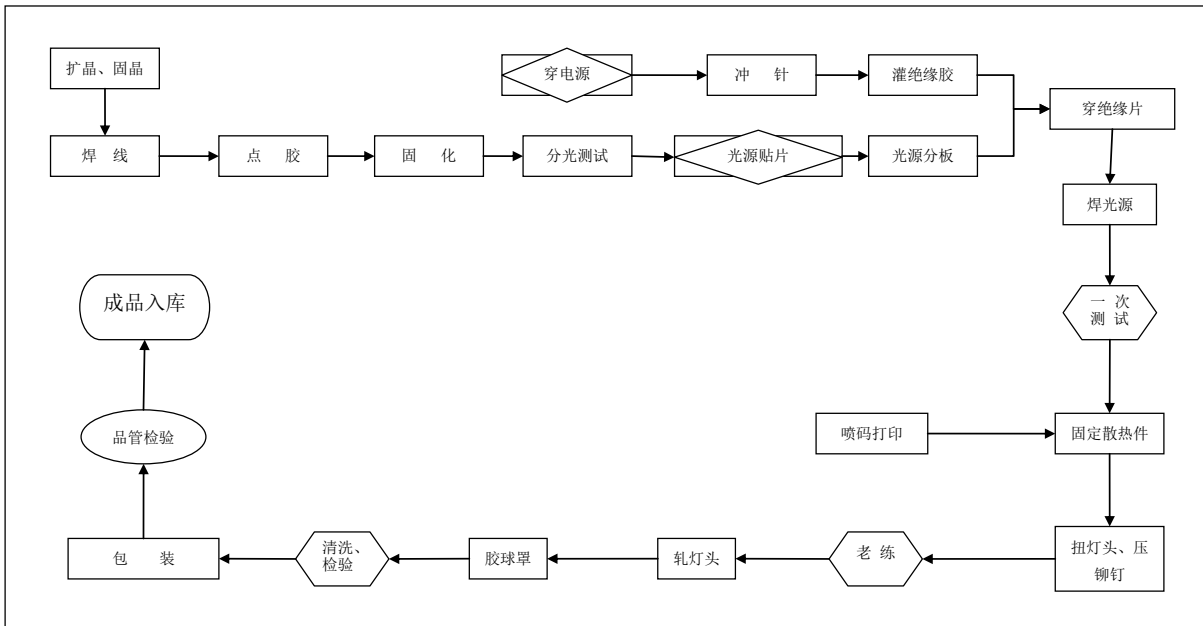 扩晶、固晶
穿电源
冲 针
灌绝缘胶
穿绝缘片
焊 线
点 胶
固 化
分光测试
光源贴片
光源分板
焊光源
成品入库
一 次
测 试
品管检验
喷码打印
固定散热件
包 装
清洗、
检验
胶球罩
轧灯头
老 练
扭灯头、压
铆钉